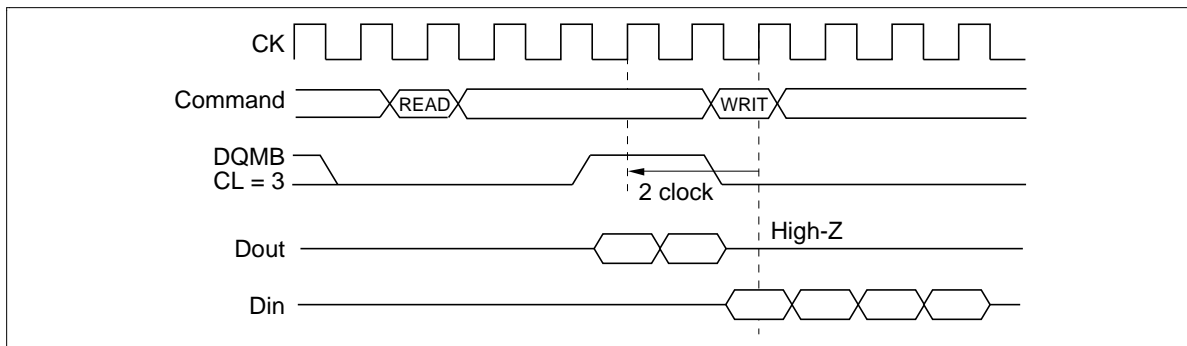 CK
Command
READ
WRIT
DQMB
CL = 3
2 clock
High-Z
Dout
Din